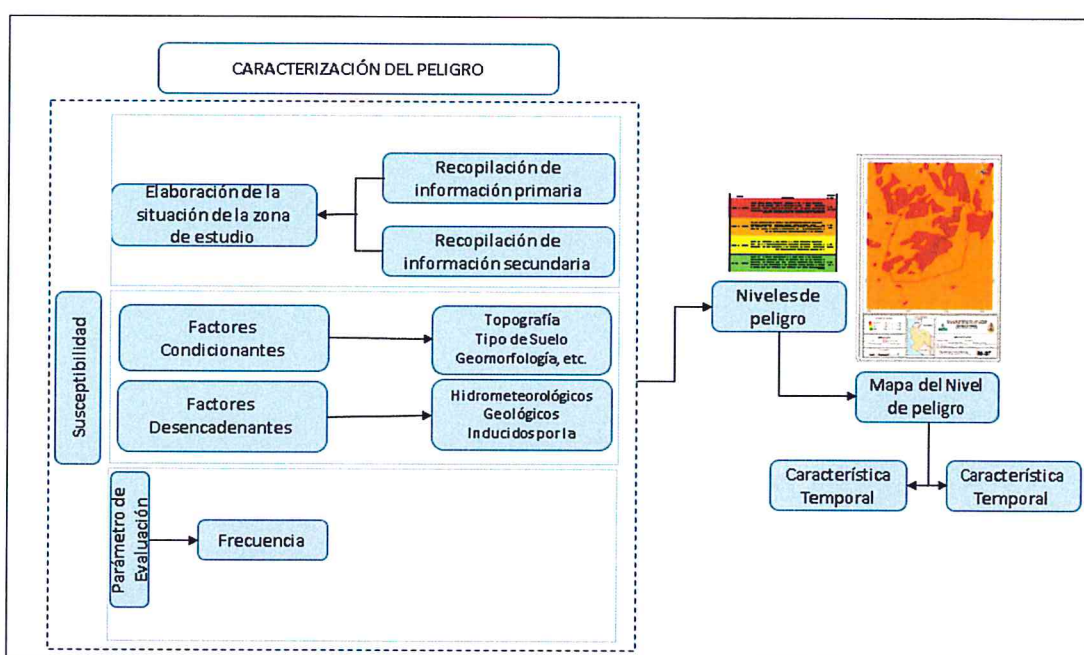 CARACTERIZACIÓN DEL PELIGRO
Elaboración de la
situación de la zona
de estudio
Recopilación de
información primaria
Recopilación de
información secundaria
Susceptibilidad
Factores
Condicionantes
Topografía
Tipo de Suelo
Geomorfología, etc.
Factores
Desencadenantes
Hidrometeorológicos
Geológicos
Inducidos por la
Parámetro de
Evaluación
Frecuencia
Niveles de
peligro
Mapa del Nivel
de peligro
Característica
Temporal
Característica
Temporal